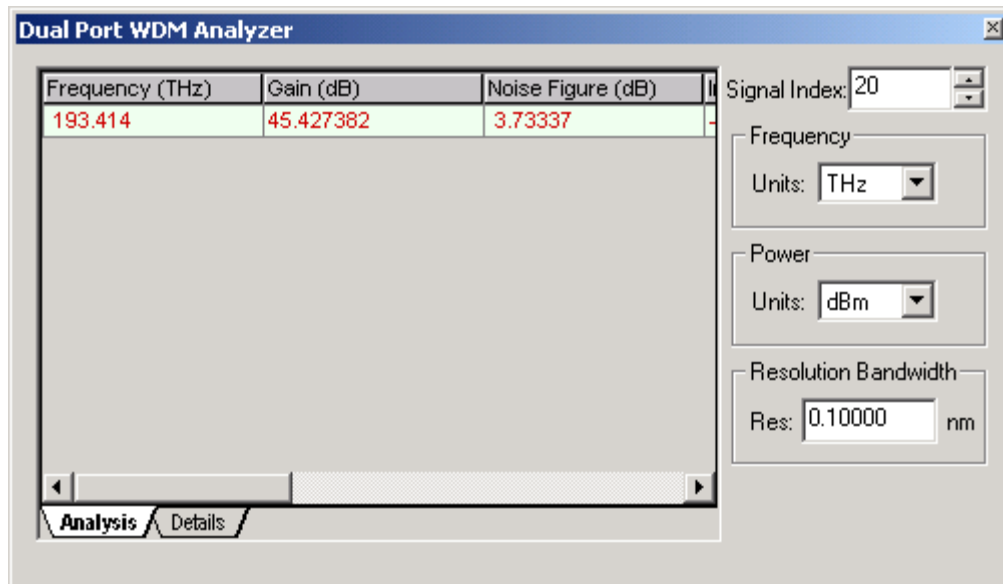 Dual Port WDM Analyzer
Frequency (THz) Gain (dB) Noise Figure (dB)
193.414 45.427382 3.73337
Signal Index: 20
Frequency
Units: THz
Power
Units: dBm
Resolution Bandwidth
Res: 0.10000 nm
Analysis Details